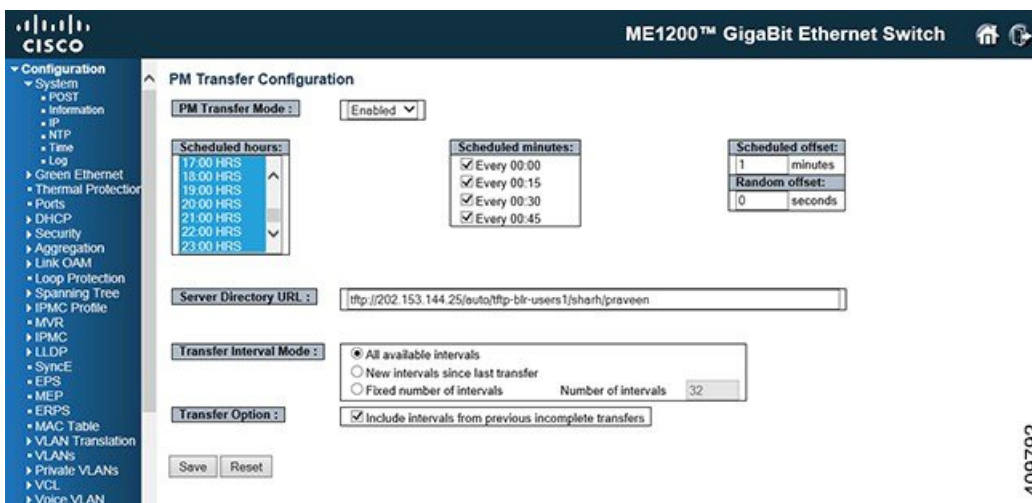 CISCO
ME1200™ GigaBit Ethernet Switch
Configuration
System
POST
Information
IP
NTP
Time
Log
Green Ethernet
Thermal Protection
Ports
DHCP
Security
Aggregation
Link OAM
Loop Protection
Spanning Tree
IPMC Profile
MVR
IPMC
LLDP
SyncE
EPS
MEP
ERPS
MAC Table
VLAN Translation
VLANs
Private VLANs
VCL
Voice VLAN
PM Transfer Configuration
PM Transfer Mode :
Enabled
Scheduled hours:
17:00 HRS
18:00 HRS
19:00 HRS
20:00 HRS
21:00 HRS
22:00 HRS
23:00 HRS
Scheduled minutes:
Every 00:00
Every 00:15
Every 00:30
Every 00:45
Scheduled offset:
1 minutes
Random offset:
0 seconds
Server Directory URL :
tftp://202.153.144.25/auto/tftp-blr-users1/sharh/praveen
Transfer Interval Mode :
All available intervals
New intervals since last transfer
Fixed number of intervals Number of intervals 32
Transfer Option :
Include intervals from previous incomplete transfers
Save Reset